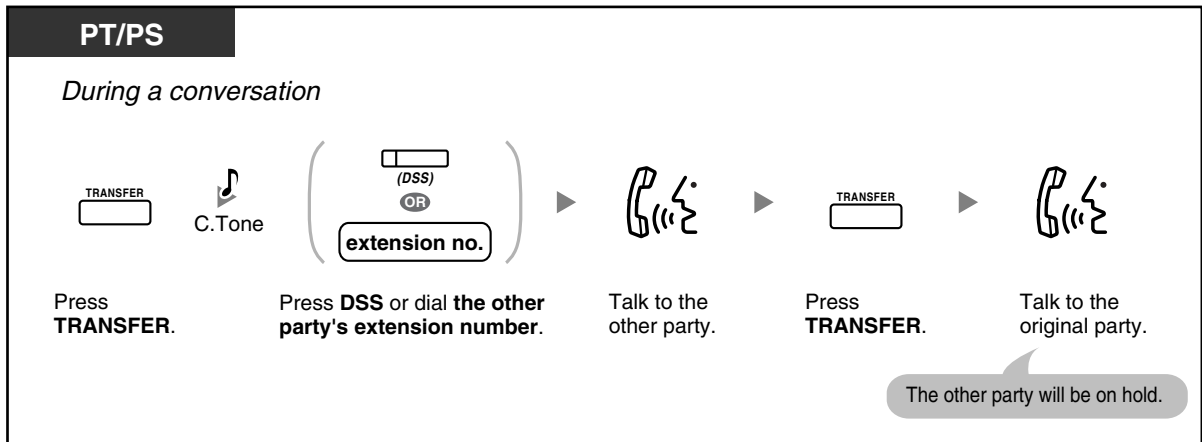 PT/PS
During a conversation
TRANSFER
C.Tone
(DSS)
OR
extension no.
TRANSFER
Press
TRANSFER.
Press DSS or dial the other
party's extension number.
Talk to the
other party.
Press
TRANSFER.
Talk to the
original party.
The other party will be on hold.